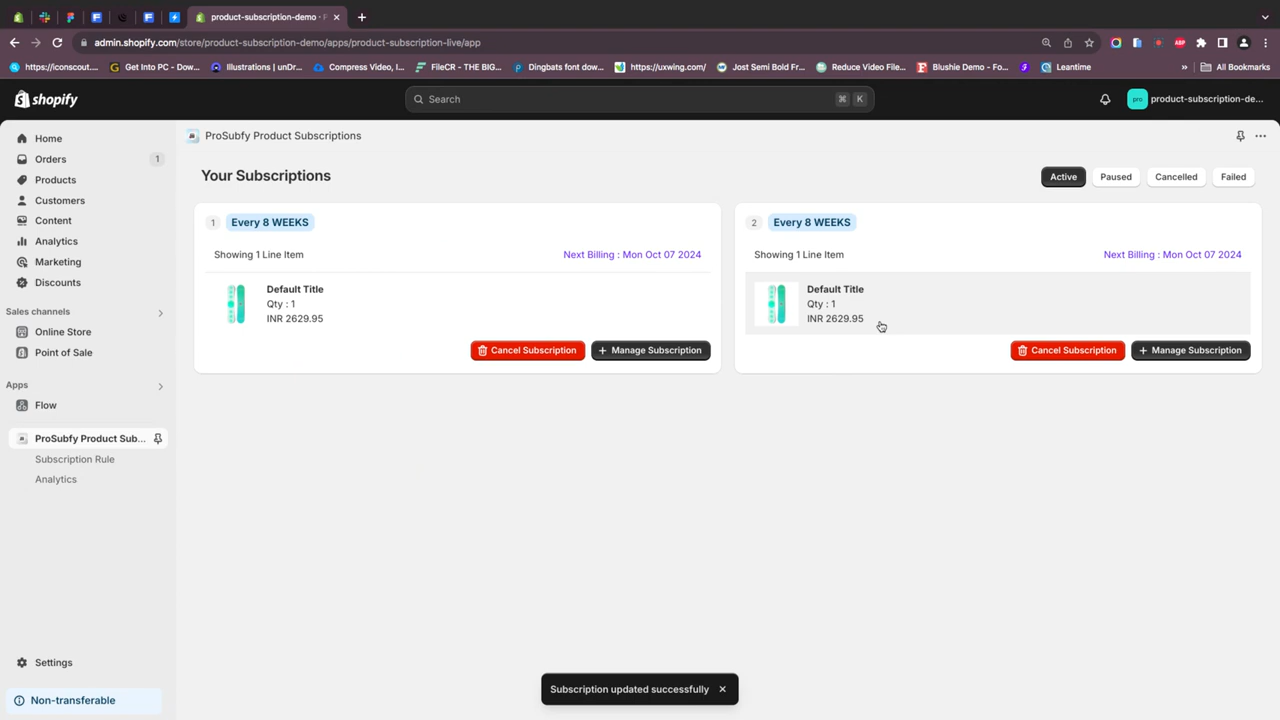 product-subscription-demo · F
admin.shopify.com/store/product-subscription-demo/apps/product-subscription-live/app
https://iconscout....
Get Into PC - Dow...
Illustrations | unDr...
Compress Video, I...
FileCR - THE BIG...
Dingbats font dow...
https://uxwing.com/
Jost Semi Bold Fr...
Reduce Video File...
Blushie Demo - Fo...
Leantime
»
All Bookmarks
shopify
Search
⌘ K
pro
product-subscription-de...
Home
Orders 1
Products
Customers
Content
Analytics
Marketing
Discounts
Sales channels
Online Store
Point of Sale
Apps
Flow
ProSubfy Product Sub...
Subscription Rule
Analytics
Settings
Non-transferable
ProSubfy Product Subscriptions
Your Subscriptions
Active Paused Cancelled Failed
1 Every 8 WEEKS
Showing 1 Line Item Next Billing : Mon Oct 07 2024
Default Title
Qty : 1
INR 2629.95
Cancel Subscription + Manage Subscription
2 Every 8 WEEKS
Showing 1 Line Item Next Billing : Mon Oct 07 2024
Default Title
Qty : 1
INR 2629.95
Cancel Subscription + Manage Subscription
Subscription updated successfully